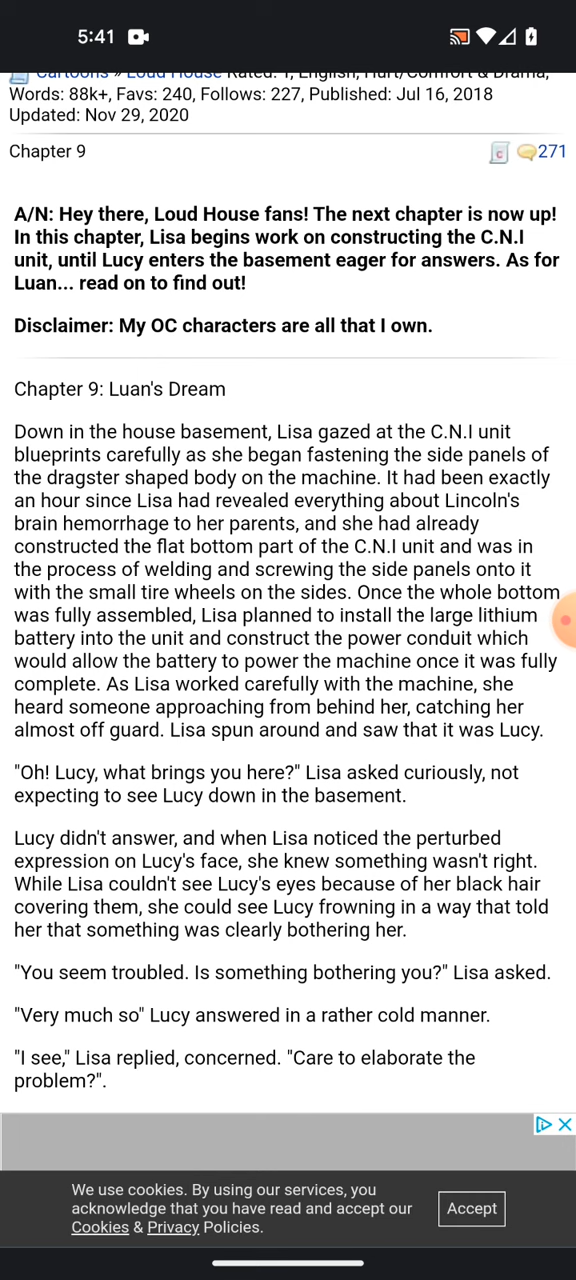 5:41
Cartoons » Loud House Rated: T, English, Hurt/Comfort & Drama,
Words: 88k+, Favs: 240, Follows: 227, Published: Jul 16, 2018
Updated: Nov 29, 2020
Chapter 9
c 271
A/N: Hey there, Loud House fans! The next chapter is now up!
In this chapter, Lisa begins work on constructing the C.N.I
unit, until Lucy enters the basement eager for answers. As for
Luan... read on to find out!
Disclaimer: My OC characters are all that I own.
Chapter 9: Luan's Dream
Down in the house basement, Lisa gazed at the C.N.I unit
blueprints carefully as she began fastening the side panels of
the dragster shaped body on the machine. It had been exactly
an hour since Lisa had revealed everything about Lincoln's
brain hemorrhage to her parents, and she had already
constructed the flat bottom part of the C.N.I unit and was in
the process of welding and screwing the side panels onto it
with the small tire wheels on the sides. Once the whole bottom
was fully assembled, Lisa planned to install the large lithium
battery into the unit and construct the power conduit which
would allow the battery to power the machine once it was fully
complete. As Lisa worked carefully with the machine, she
heard someone approaching from behind her, catching her
almost off guard. Lisa spun around and saw that it was Lucy.
"Oh! Lucy, what brings you here?" Lisa asked curiously, not
expecting to see Lucy down in the basement.
Lucy didn't answer, and when Lisa noticed the perturbed
expression on Lucy's face, she knew something wasn't right.
While Lisa couldn't see Lucy's eyes because of her black hair
covering them, she could see Lucy frowning in a way that told
her that something was clearly bothering her.
"You seem troubled. Is something bothering you?" Lisa asked.
"Very much so" Lucy answered in a rather cold manner.
"I see," Lisa replied, concerned. "Care to elaborate the
problem?".
We use cookies. By using our services, you
acknowledge that you have read and accept our
Cookies & Privacy Policies.
Accept